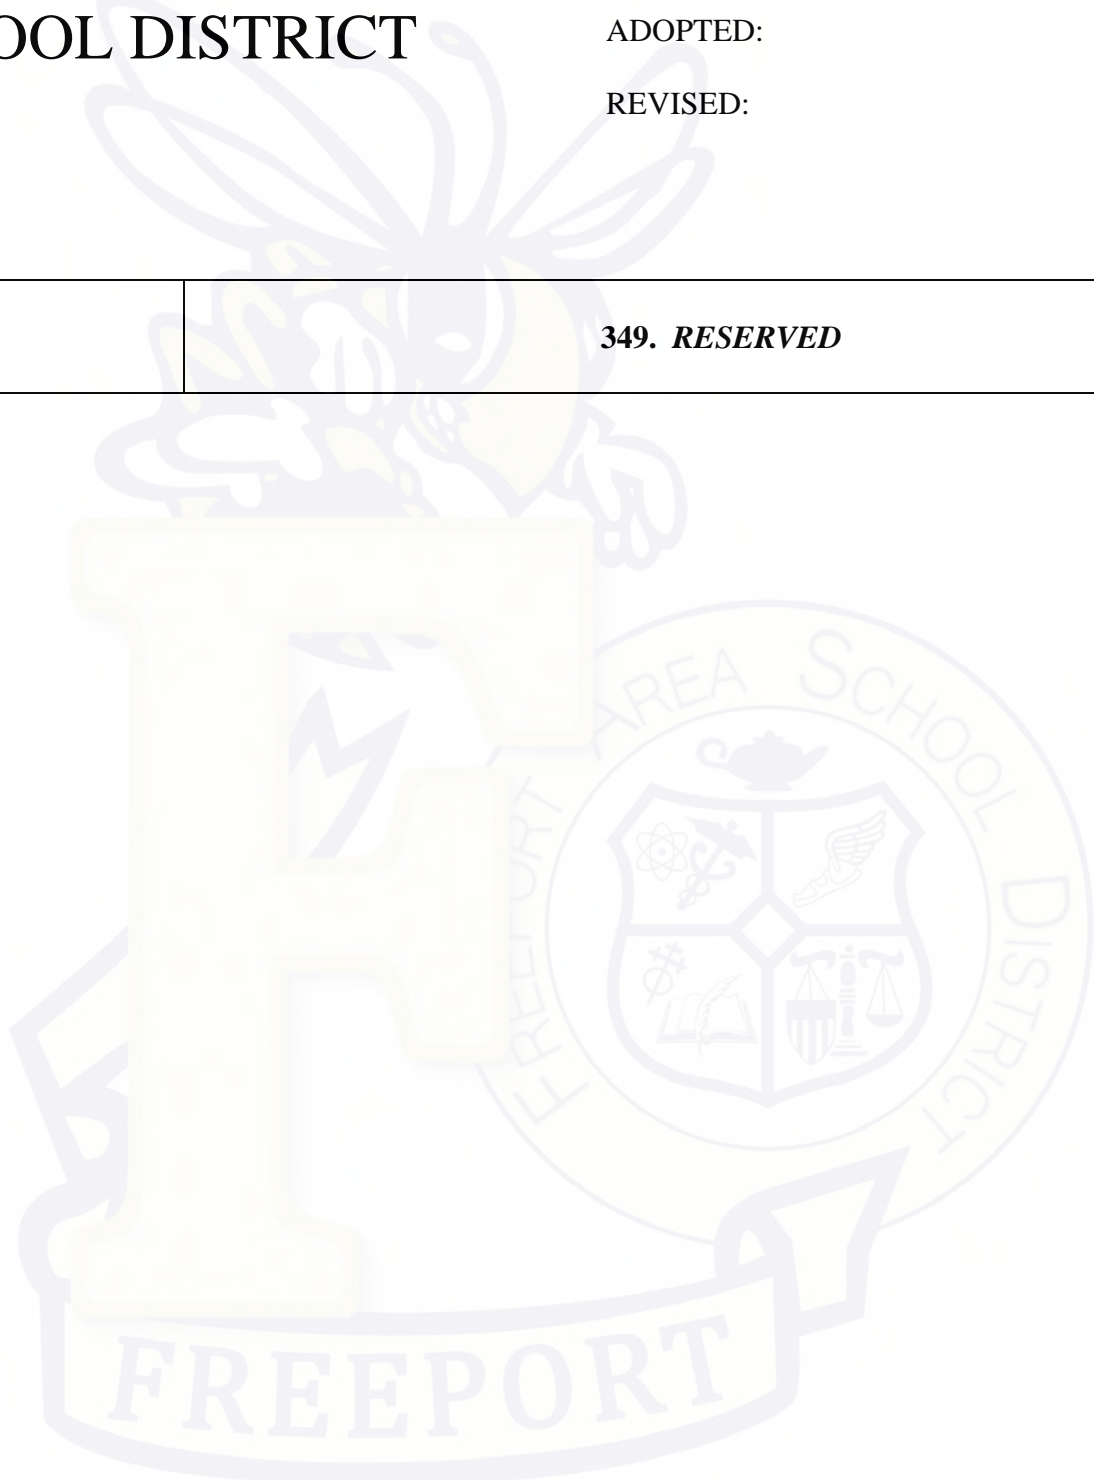 OOL DISTRICT
ADOPTED:
REVISED:
349. RESERVED
FREEPORT AREA SCHOOL DISTRICT
FREEPORT